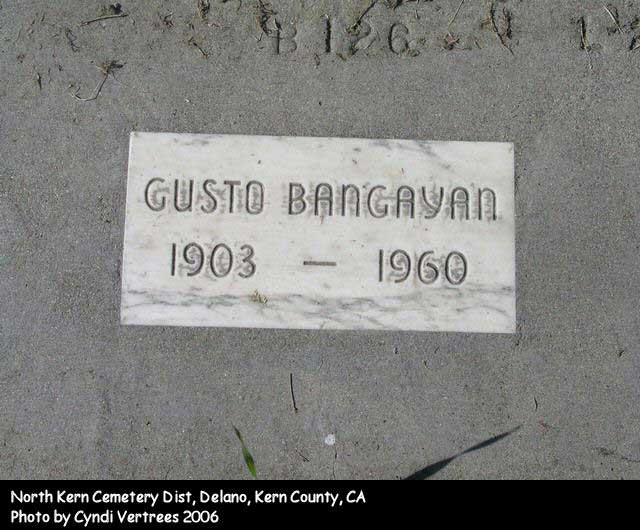 B 126
GUSTO BANGAYAN
1903 — 1960
North Kern Cemetery Dist, Delano, Kern County, CA
Photo by Cyndi Vertrees 2006